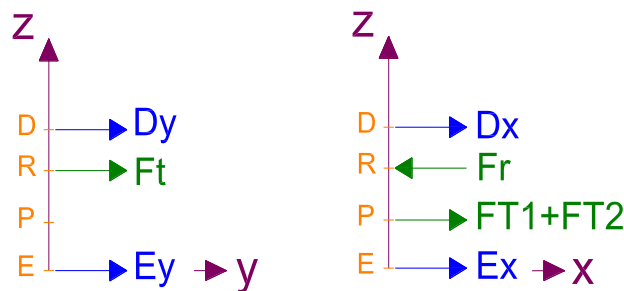 z
D Dy
R Ft
P
E Ey y
z
D Dx
R Fr
P FT1+FT2
E Ex x